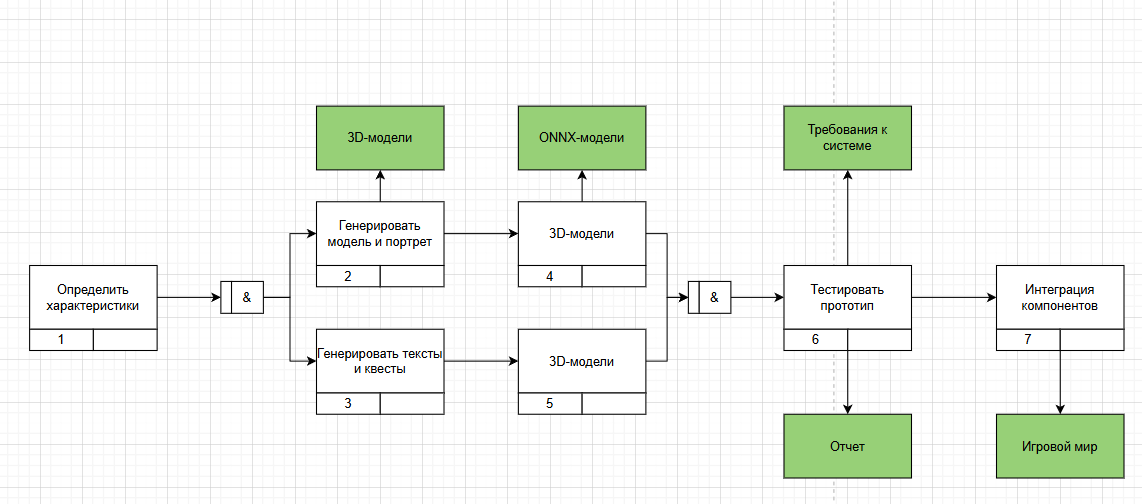 3D-модели
ONNX-модели
Требования к
системе
Генерировать
модель и портрет
2
3D-модели
4
Определить
характеристики
1
&
&
Тестировать
прототип
6
Интеграция
компонентов
7
Генерировать тексты
и квесты
3
3D-модели
5
Отчет
Игровой мир